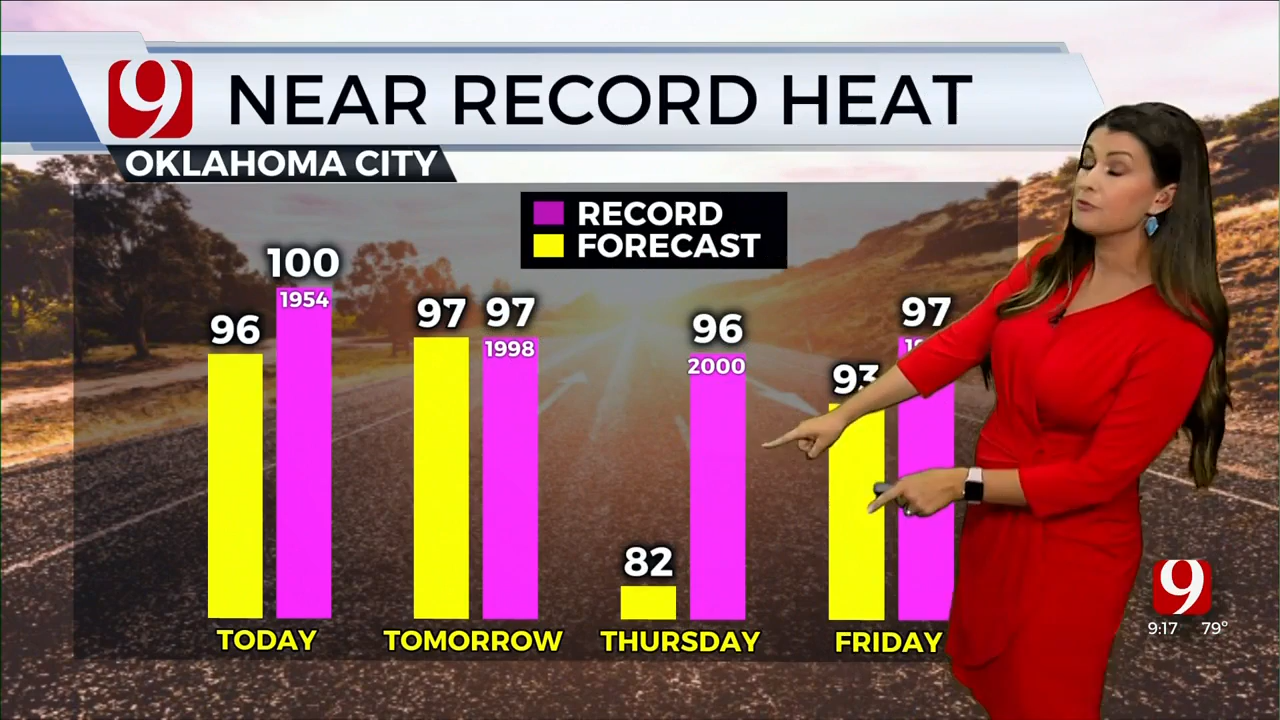 9 NEAR RECORD HEAT
OKLAHOMA CITY
RECORD
FORECAST
96 100 97 97 82 96 93 97
1954 1998 2000
TODAY TOMORROW THURSDAY FRIDAY
9
9:17 79°